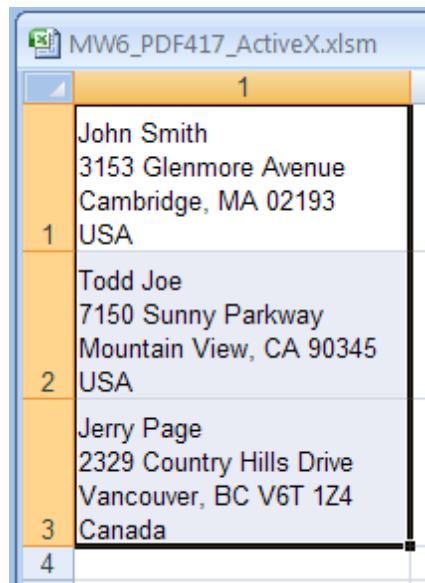 MW6_PDF417_ActiveX.xlsm
1
John Smith
3153 Glenmore Avenue
Cambridge, MA 02193
1 USA
Todd Joe
7150 Sunny Parkway
Mountain View, CA 90345
2 USA
Jerry Page
2329 Country Hills Drive
Vancouver, BC V6T 1Z4
3 Canada
4